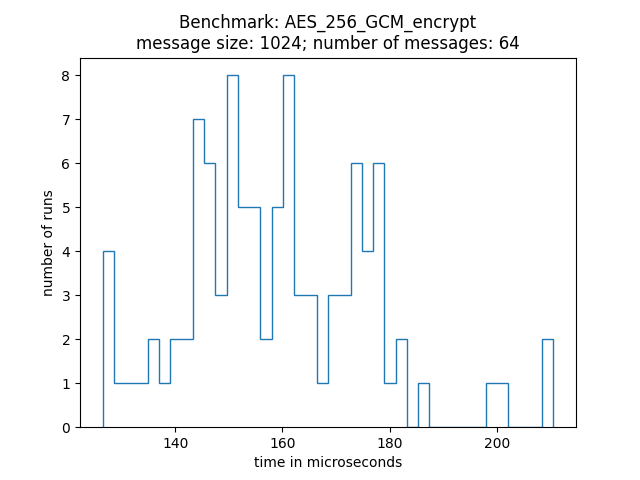 Benchmark: AES_256_GCM_encrypt
message size: 1024; number of messages: 64
8
7
6
5
4
3
2
1
0
number of runs
140 160 180 200
time in microseconds